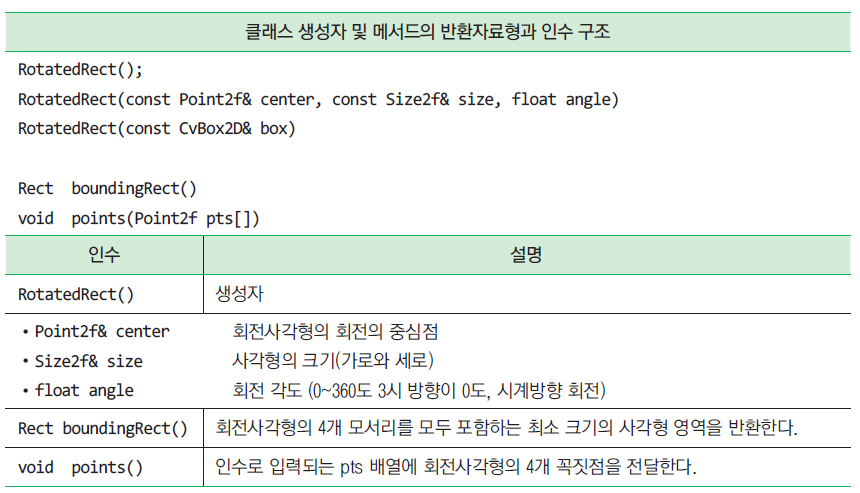 클래스 생성자 및 메서드의 반환자료형과 인수 구조
RotatedRect();
RotatedRect(const Point2f& center, const Size2f& size, float angle)
RotatedRect(const CvBox2D& box)
Rect boundingRect()
void points(Point2f pts[])
인수 설명
RotatedRect() 생성자
• Point2f& center 회전사각형의 회전의 중심점
• Size2f& size 사각형의 크기(가로와 세로)
• float angle 회전 각도 (0~360도 3시 방향이 0도, 시계방향 회전)
Rect boundingRect() 회전사각형의 4개 모서리를 모두 포함하는 최소 크기의 사각형 영역을 반환한다.
void points() 인수로 입력되는 pts 배열에 회전사각형의 4개 꼭짓점을 전달한다.